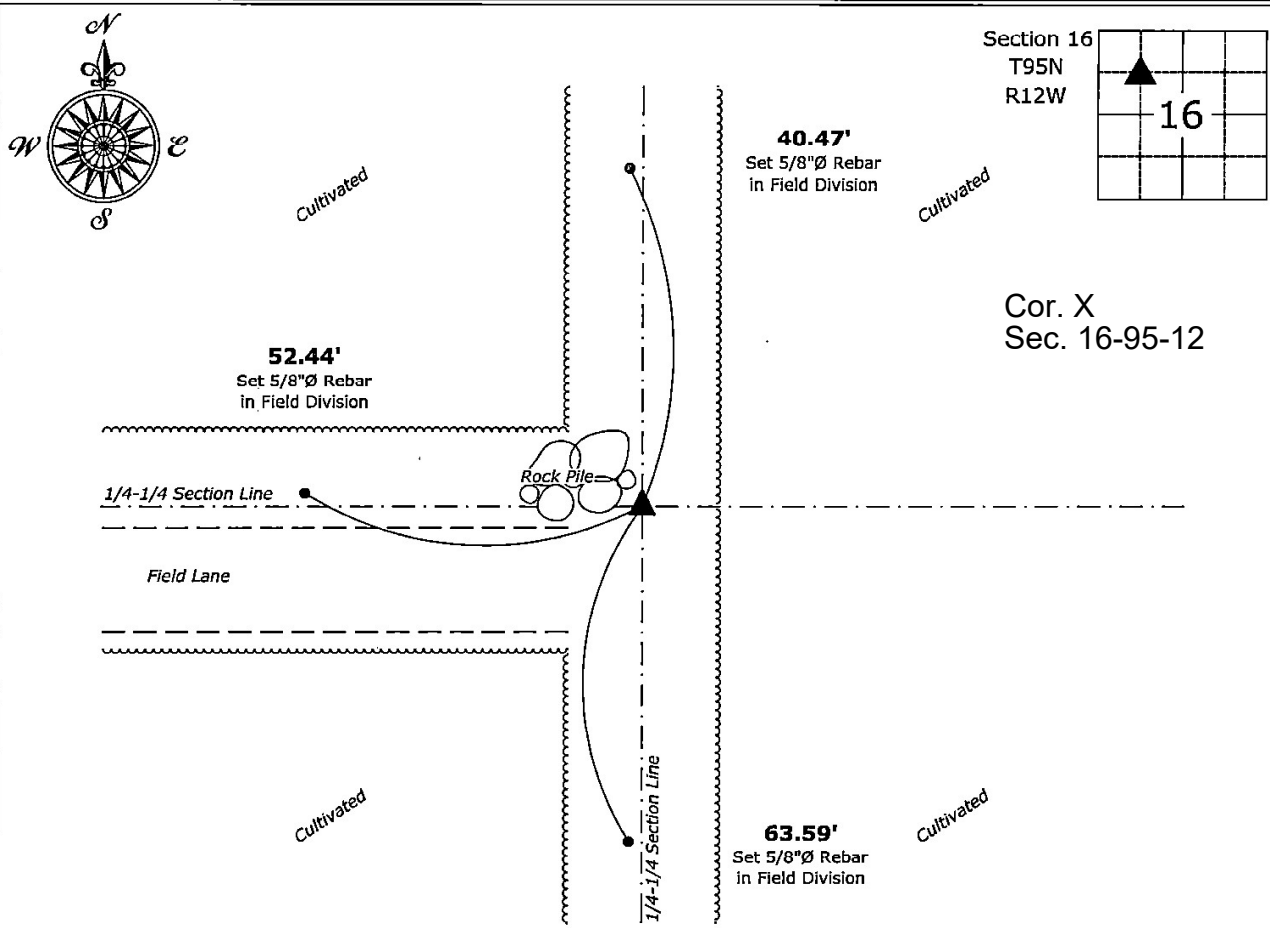 N
W
E
S
Section 16
T95N
R12W
16
40.47'
Set 5/8"Ø Rebar
in Field Division
Cultivated
Cultivated
Cor. X
Sec. 16-95-12
52.44'
Set 5/8"Ø Rebar
in Field Division
Rock Pile
1/4-1/4 Section Line
Field Lane
1/4-1/4 Section Line
Cultivated
63.59'
Set 5/8"Ø Rebar
in Field Division
Cultivated